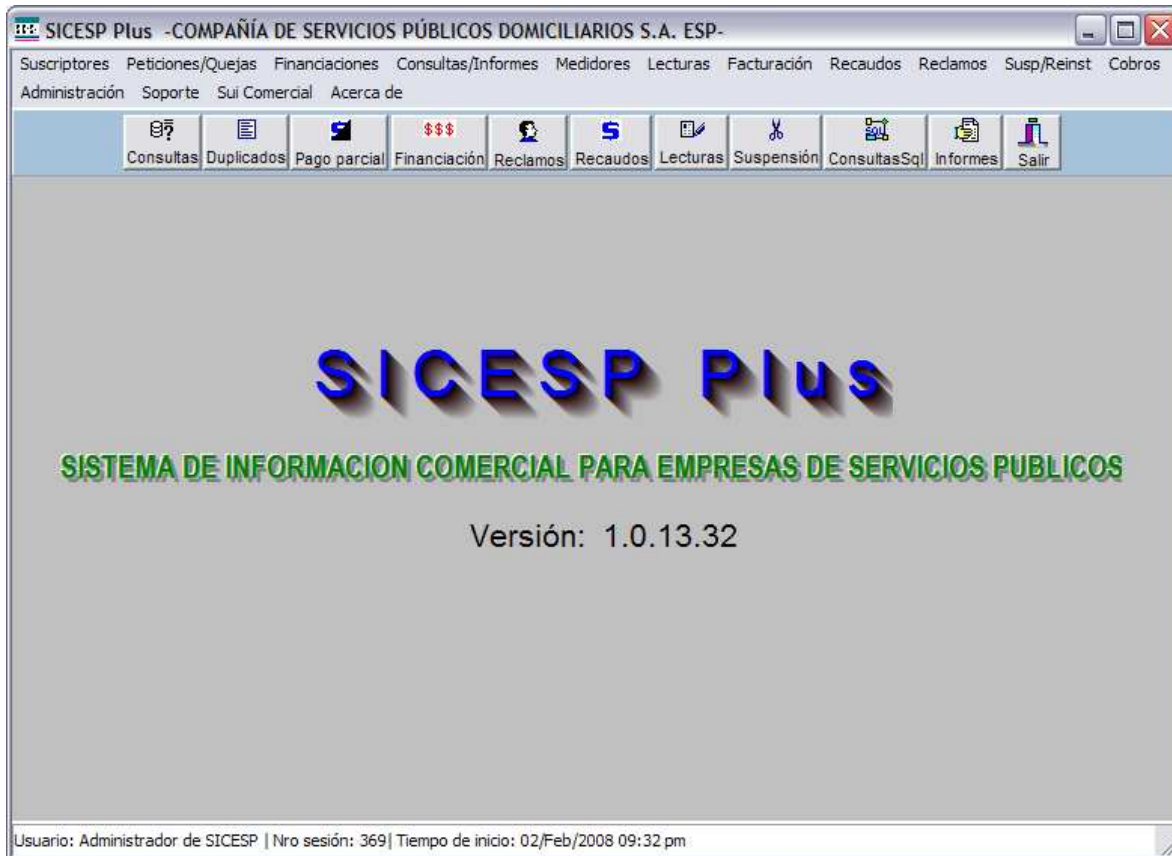 SICESP Plus -COMPAÑÍA DE SERVICIOS PÚBLICOS DOMICILIARIOS S.A. ESP-
Suscriptores Peticiones/Quejas Financiaciones Consultas/Informes Medidores Lecturas Facturación Recaudos Reclamos Susp/Reinst Cobros
Administración Soporte Sui Comercial Acerca de
Consultas Duplicados Pago parcial Financiación Reclamos Recaudos Lecturas Suspensión ConsultasSql Informes Salir
SICESP Plus
SISTEMA DE INFORMACION COMERCIAL PARA EMPRESAS DE SERVICIOS PUBLICOS
Versión: 1.0.13.32
Usuario: Administrador de SICESP | Nro sesión: 369| Tiempo de inicio: 02/Feb/2008 09:32 pm